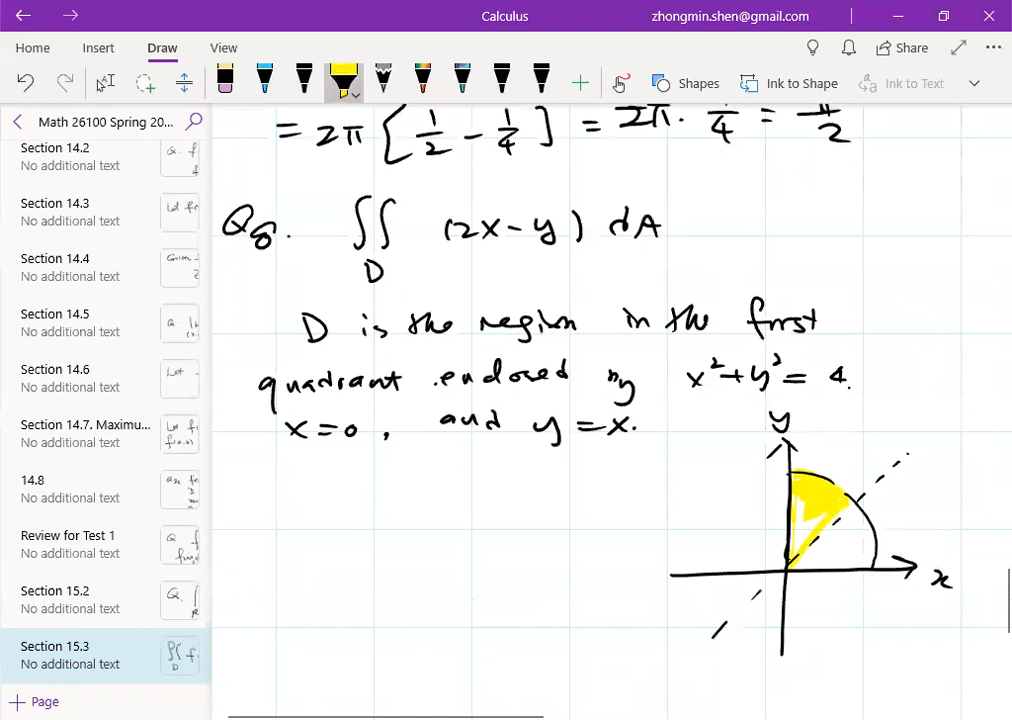 Calculus
zhongmin.shen@gmail.com
Home Insert Draw View
Share
Shapes
Ink to Shape
Ink to Text
Math 26100 Spring 20...
Section 14.2
No additional text
Section 14.3
No additional text
Section 14.4
No additional text
Section 14.5
No additional text
Section 14.6
No additional text
Section 14.7. Maximu...
No additional text
14.8
No additional text
Review for Test 1
No additional text
Section 15.2
No additional text
Section 15.3
No additional text
Page
= 2π [ 1/2 - 1/4 ] = 2π · π/4 = π/2
Q8. ∬ (2x - y) dA
D
D is the region in the first
quadrant enclosed by x² + y² = 4.
x = 0, and y = x.
y
x